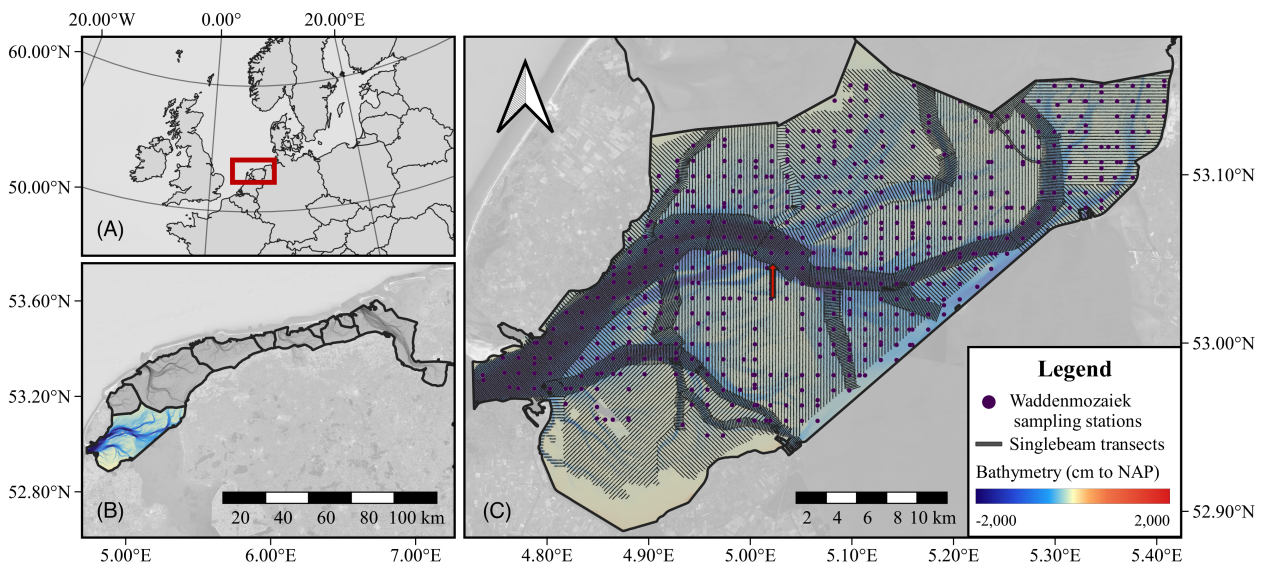 20.00°W 0.00° 20.00°E
60.00°N
50.00°N
(A)
53.60°N
53.20°N
52.80°N
(B)
20 40 60 80 100 km
5.00°E 6.00°E 7.00°E
53.10°N
53.00°N
52.90°N
(C)
2 4 6 8 10 km
4.80°E 4.90°E 5.00°E 5.10°E 5.20°E 5.30°E 5.40°E
Legend
Waddenmozaiek
sampling stations
Singlebeam transects
Bathymetry (cm to NAP)
-2,000 2,000